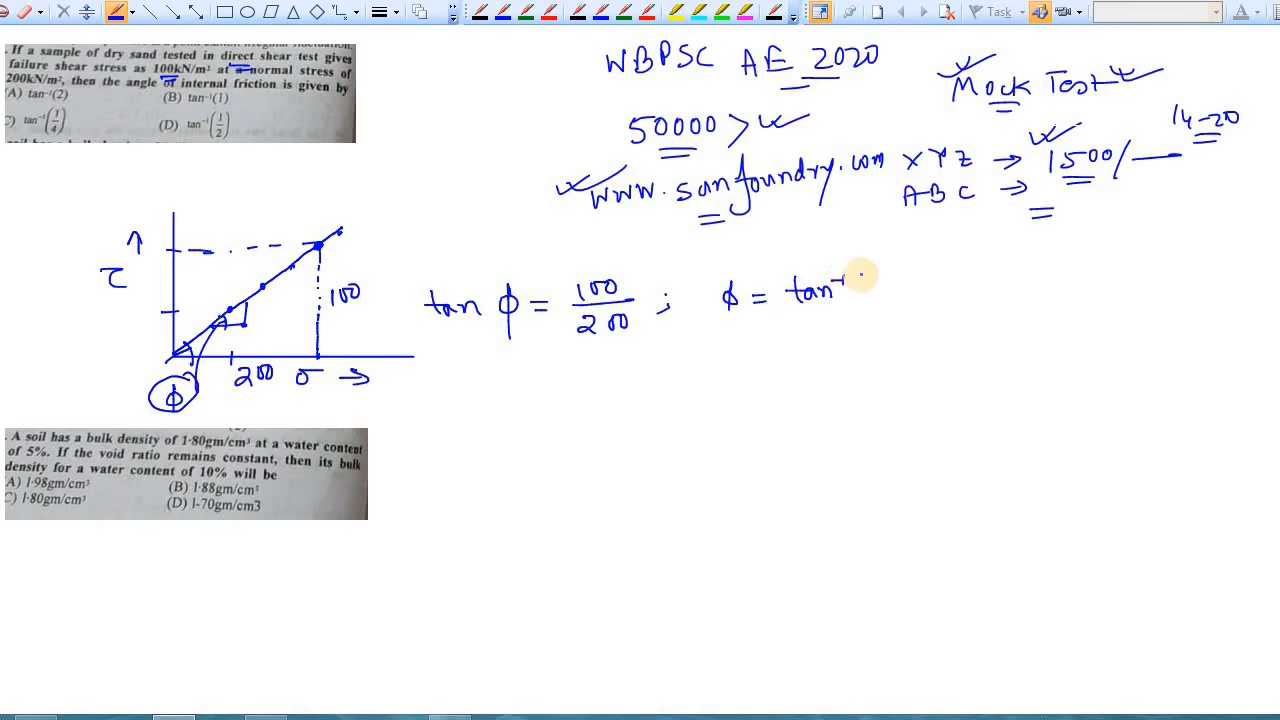 Task
. If a sample of dry sand tested in direct shear test gives
failure shear stress as 100kN/m² at a normal stress of
200kN/m², then the angle of internal friction is given by
A) tan⁻¹(2) (B) tan⁻¹(1)
C) tan⁻¹(1/4) (D) tan⁻¹(1/2)
WBPSC AE 2020
Mock Test
50000 >
14-20
www.sanfoundry.com XYZ → 1500/—
ABC →
τ ↑
100
200 σ →
ϕ
tan ϕ = 100/200 ; ϕ = tan⁻¹
. A soil has a bulk density of 1·80gm/cm³ at a water content
of 5%. If the void ratio remains constant, then its bulk
density for a water content of 10% will be
A) 1·98gm/cm³ (B) 1·88gm/cm³
C) 1·80gm/cm³ (D) 1-70gm/cm3